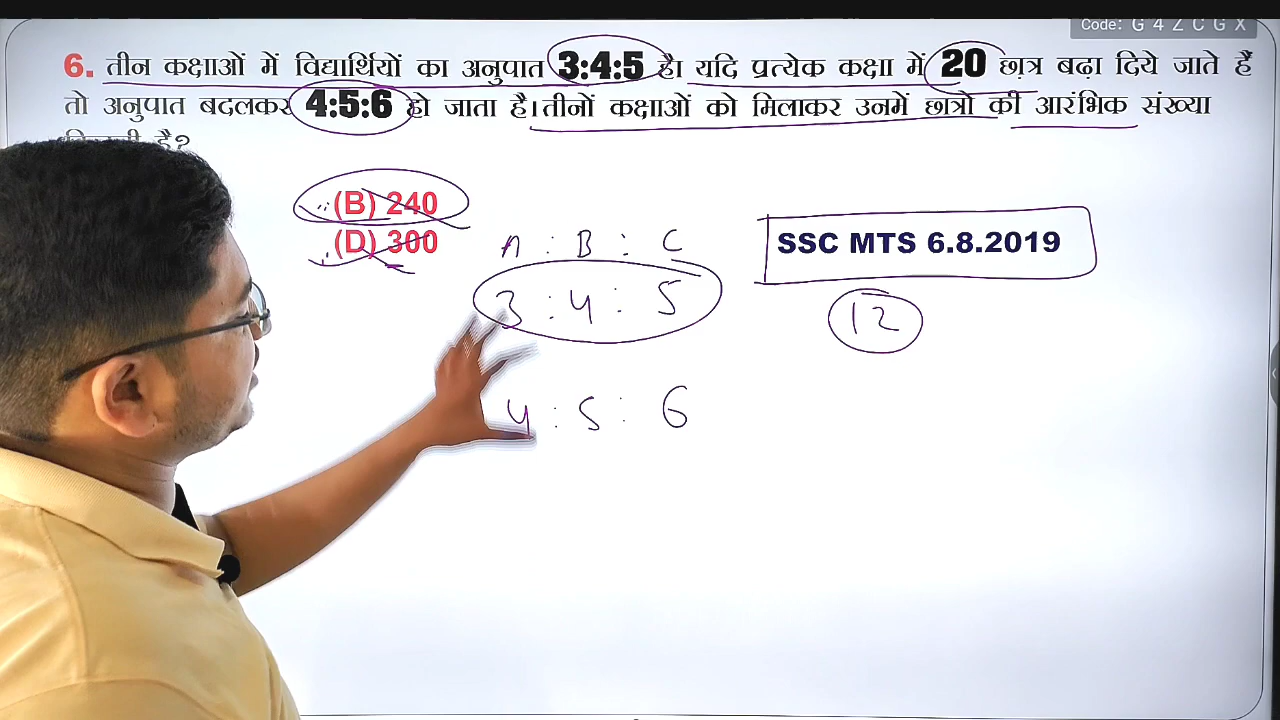 Code: G 4 Z C G X
6. तीन कक्षाओं में विद्यार्थियों का अनुपात 3:4:5 है। यदि प्रत्येक कक्षा में 20 छात्र बढ़ा दिये जाते हैं
तो अनुपात बदलकर 4:5:6 हो जाता है। तीनों कक्षाओं को मिलाकर उनमें छात्रो की आरंभिक संख्या
है?
(B) 240
(D) 300
SSC MTS 6.8.2019
A : B : C
3 : 4 : 5
12
4 : 5 : 6